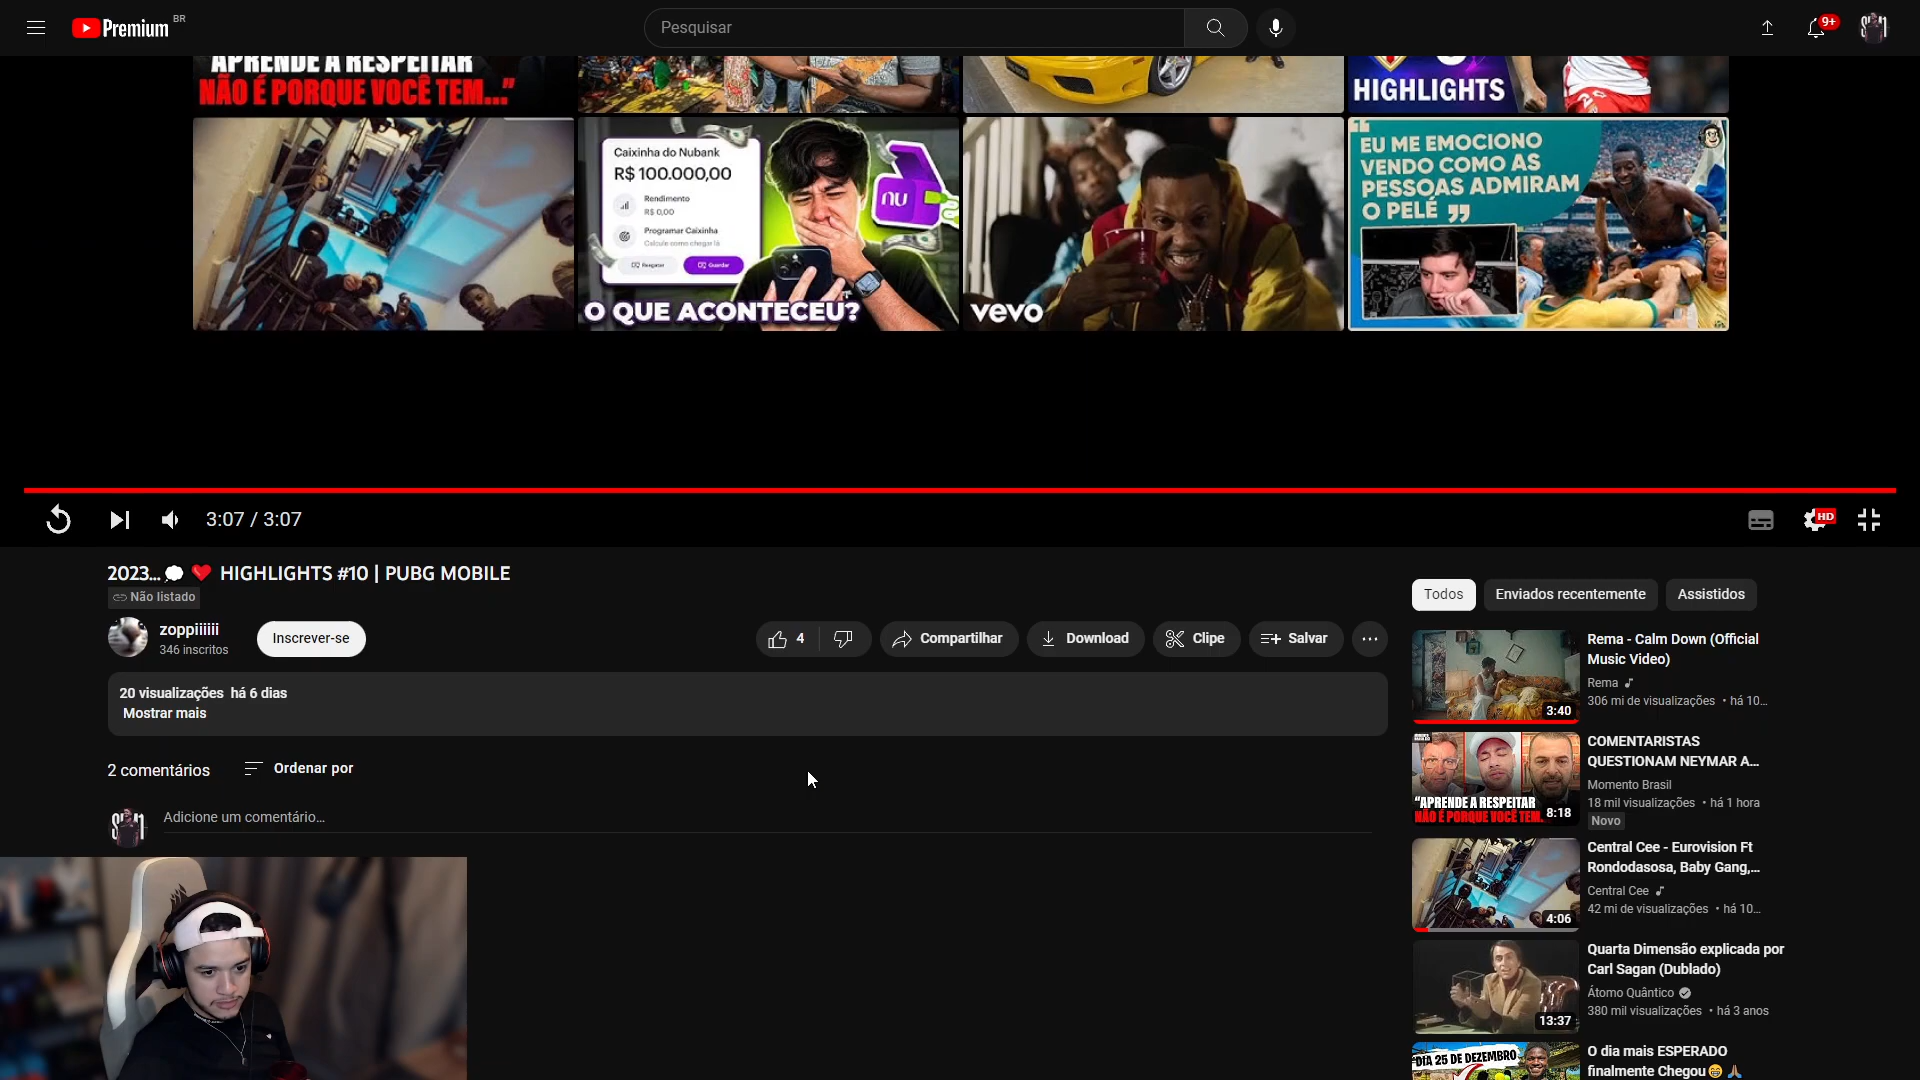 Premium BR
Pesquisar
9+
APRENDE A RESPEITAR
NÃO É PORQUE VOCÊ TEM..."
HIGHLIGHTS
Caixinha do Nubank
R$ 100.000,00
Rendimento
R$ 0,00
Programar Caixinha
Calcule como chegar lá
Resgatar
Guardar
nu
O QUE ACONTECEU?
vevo
EU ME EMOCIONO
VENDO COMO AS
PESSOAS ADMIRAM
O PELÉ
3:07 / 3:07
HD
2023...💭 ❤️ HIGHLIGHTS #10 | PUBG MOBILE
Não listado
zoppiiiiii
346 inscritos
Inscrever-se
4
Compartilhar
Download
Clipe
Salvar
20 visualizações há 6 dias
Mostrar mais
2 comentários
Ordenar por
Adicione um comentário...
Todos
Enviados recentemente
Assistidos
3:40
Rema - Calm Down (Official
Music Video)
Rema
306 mi de visualizações • há 10...
"APRENDE A RESPEITAR
NÃO É PORQUE VOCÊ TEM...
8:18
COMENTARISTAS
QUESTIONAM NEYMAR A...
Momento Brasil
18 mil visualizações • há 1 hora
Novo
4:06
Central Cee - Eurovision Ft
Rondodasosa, Baby Gang,...
Central Cee
42 mi de visualizações • há 10...
13:37
Quarta Dimensão explicada por
Carl Sagan (Dublado)
Átomo Quântico
380 mil visualizações • há 3 anos
DIA 25 DE DEZEMBRO
O dia mais ESPERADO
finalmente Chegou😁🙏🏾